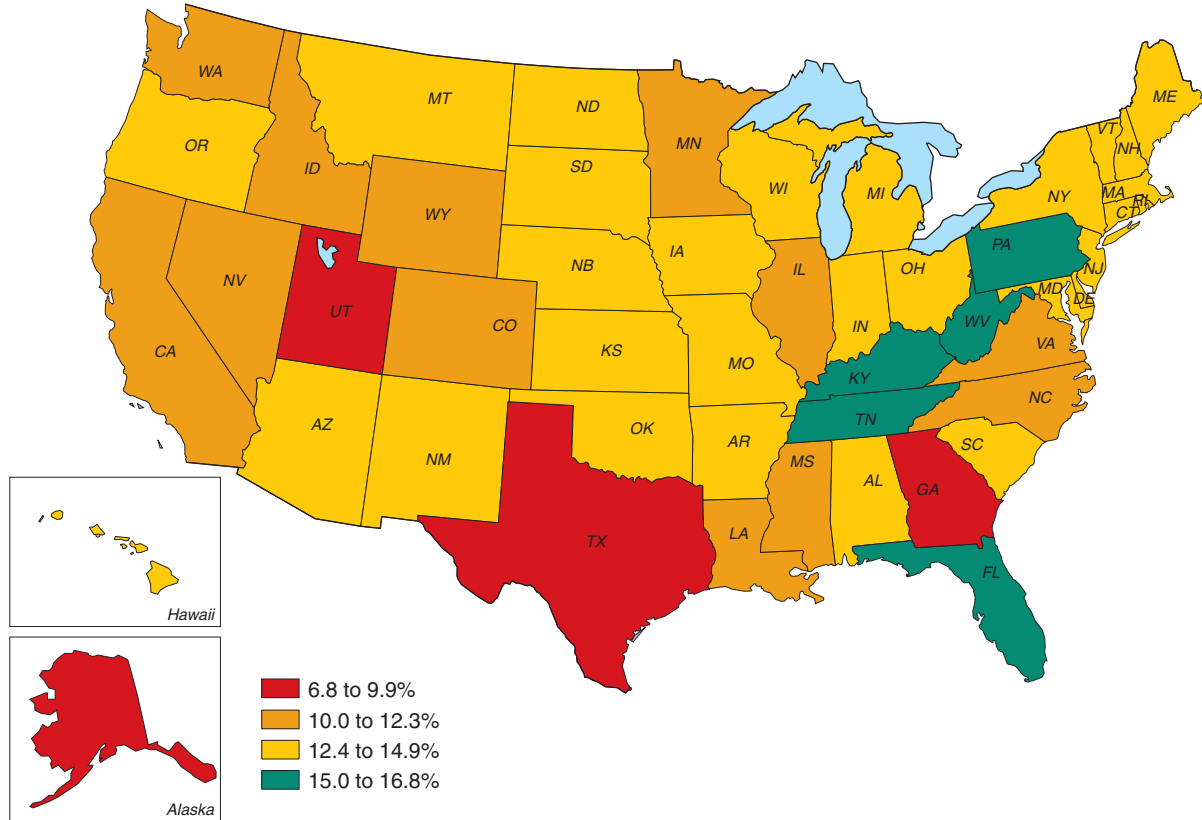 ME
WA
MT
ND
VT
NH
MN
OR
SD
ID
WI
MI
NY
MA
RI
CT
WY
PA
IA
NB
IL
OH
NJ
NV
MD
DE
UT
CO
IN
WV
CA
KS
MO
VA
KY
NC
TN
AZ
OK
NM
AR
SC
MS
AL
GA
TX
LA
FL
Hawaii
6.8 to 9.9%
10.0 to 12.3%
12.4 to 14.9%
15.0 to 16.8%
Alaska